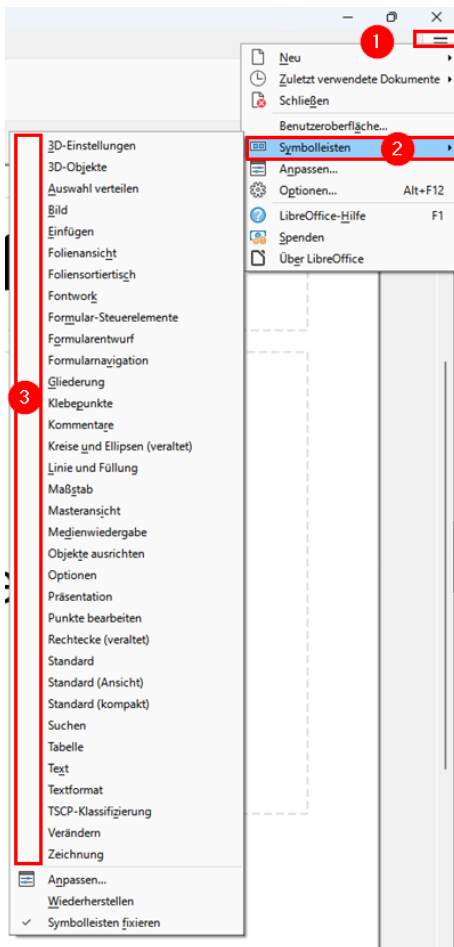 1
Neu
Zuletzt verwendete Dokumente
Schließen
Benutzeroberfläche...
Symbolleisten 2
Anpassen...
Optionen... Alt+F12
LibreOffice-Hilfe F1
Spenden
Über LibreOffice
3D-Einstellungen
3D-Objekte
Auswahl verteilen
Bild
Einfügen
Folienansicht
Foliensortiertisch
Fontwork
Formular-Steuerelemente
Formularentwurf
Formularnavigation
Gliederung
3
Klebepunkte
Kommentare
Kreise und Ellipsen (veraltet)
Linie und Füllung
Maßstab
Masteransicht
Medienwiedergabe
Objekte ausrichten
Optionen
Präsentation
Punkte bearbeiten
Rechtecke (veraltet)
Standard
Standard (Ansicht)
Standard (kompakt)
Suchen
Tabelle
Text
Textformat
TSCP-Klassifizierung
Verändern
Zeichnung
Anpassen...
Wiederherstellen
Symbolleisten fixieren